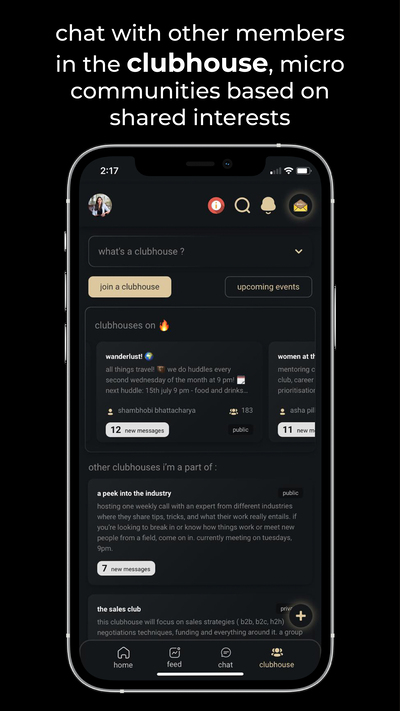 chat with other members
in the clubhouse, micro
communities based on
shared interests
2:17
what's a clubhouse ?
join a clubhouse
upcoming events
clubhouses on 🔥
wanderlust! 🌍
all things travel! we do huddles every
second wednesday of the month at 9 pm!
next huddle: 15th july 9 pm - food and drinks...
shambhobi bhattacharya
183
12 new messages
public
women at th
mentoring c
club, career
prioritisation
asha pil
11 new m
other clubhouses i'm a part of :
a peek into the industry
public
hosting one weekly call with an expert from different industries
where they share tips, tricks, and what their work really entails. if
you're looking to break in or know how things work or meet new
people from a field, come on in. currently meeting on tuesdays,
9pm.
7 new messages
the sales club
priv
this clubhouse will focus on sales strategies ( b2b, b2c, h2h)
negotiations techniques, funding and everything around it. a group
home
feed
chat
clubhouse